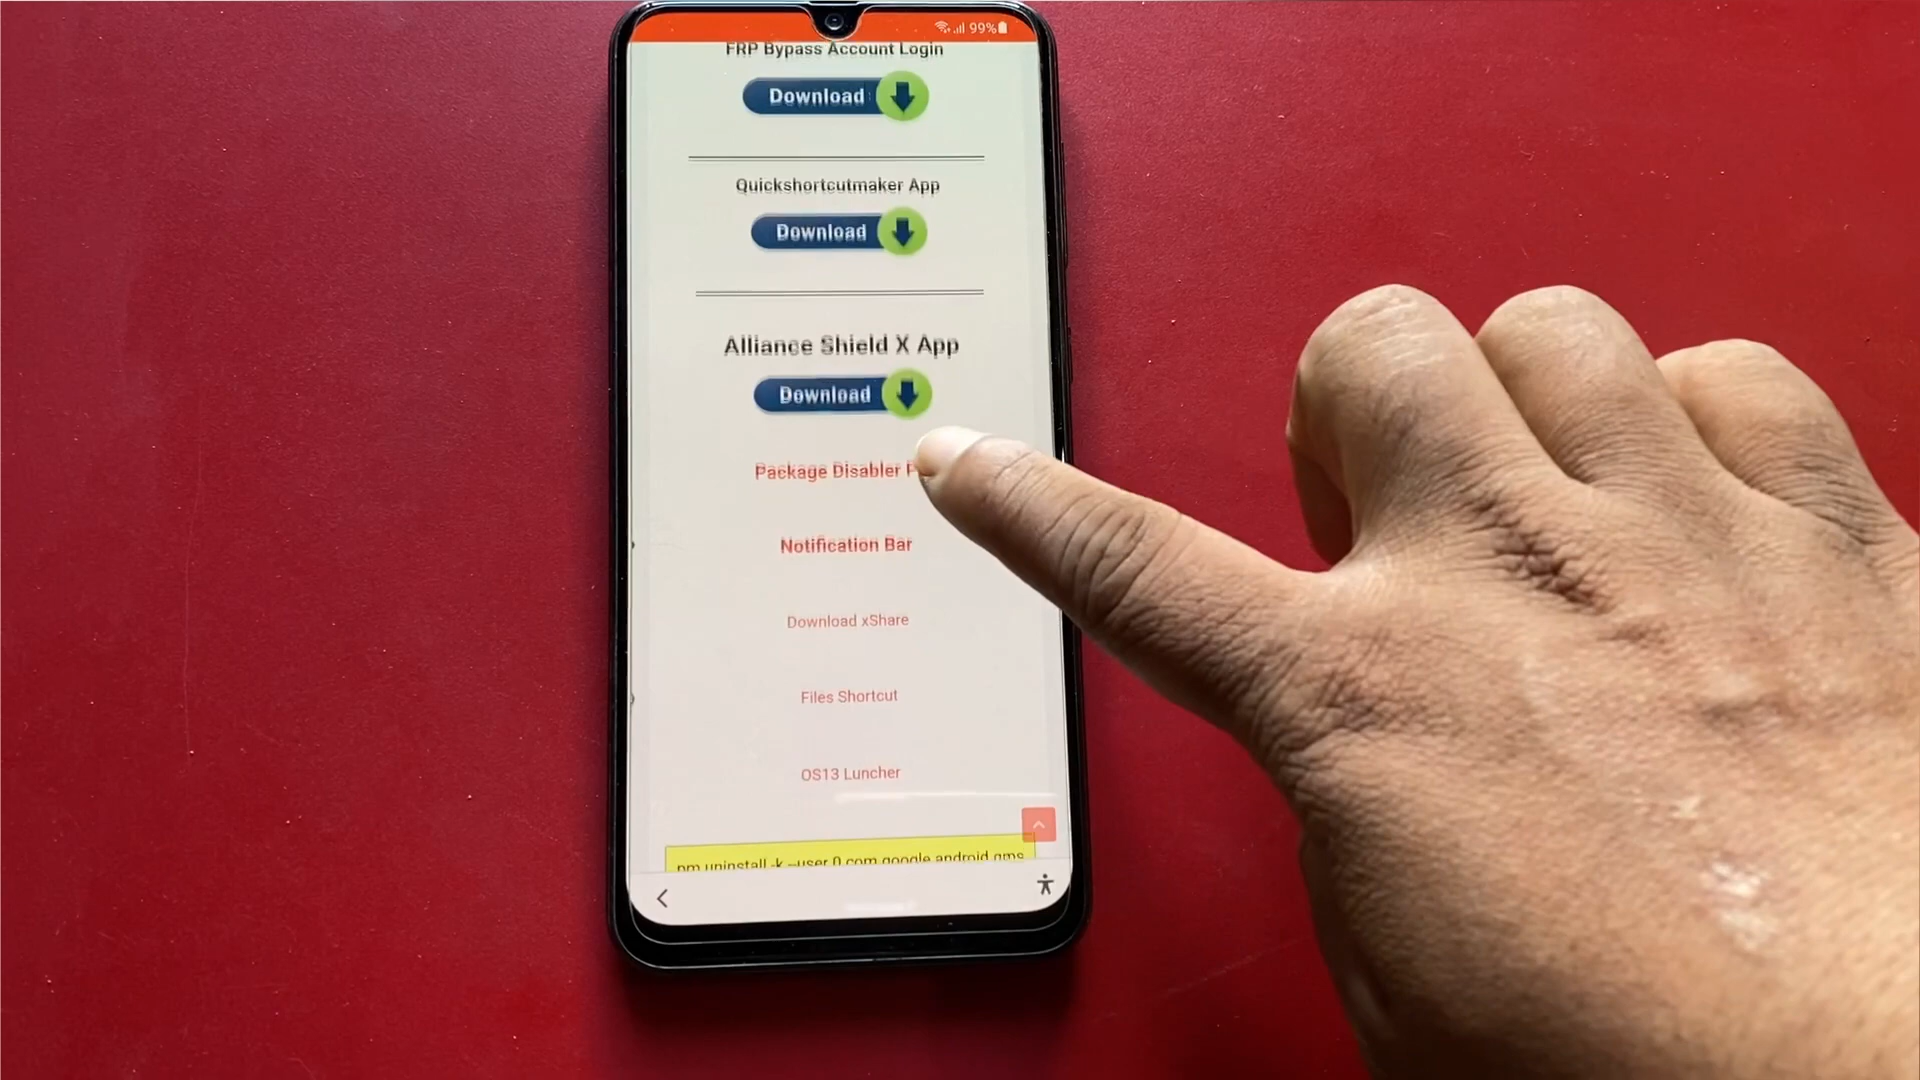 99%
FRP Bypass Account Login
Download
Quickshortcutmaker App
Download
Alliance Shield X App
Download
Package Disabler
Notification Bar
Download xShare
Files Shortcut
OS13 Luncher
pm uninstall -k --user 0 com.google.android.gms